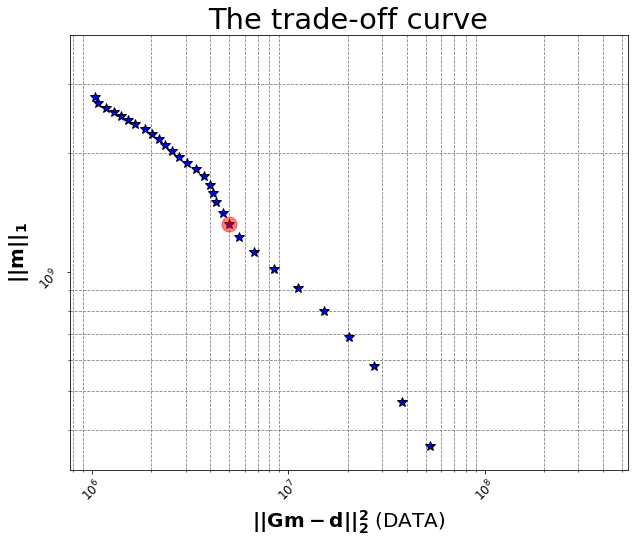 The trade-off curve
||m||₁
10⁹
10⁶ 10⁷ 10⁸
||Gm − d||₂² (DATA)